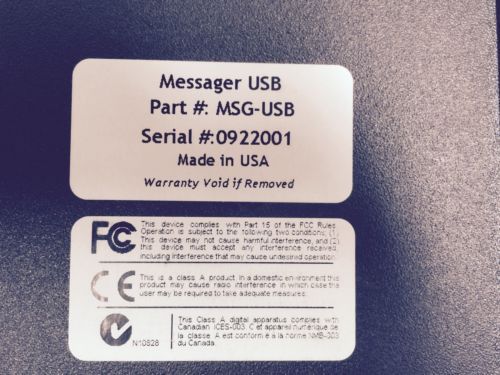 Messager USB
Part #: MSG-USB
Serial #:0922001
Made in USA
Warranty Void if Removed
FC This device complies with Part 15 of the FCC Rules
Operation is subject to the following two conditions: (1)
This device may not cause harmful interference, and (2)
this device must accept any interference received,
including interference that may cause undesired operation.
CE This is a class A product. In a domestic environment this
product may cause radio interference in which case the
user may be required to take adequate measures.
N10828
This Class A digital apparatus complies with
Canadian ICES-003. Cet appareil numérique de
la classe A est conforme à la norme NMB-003
du Canada.